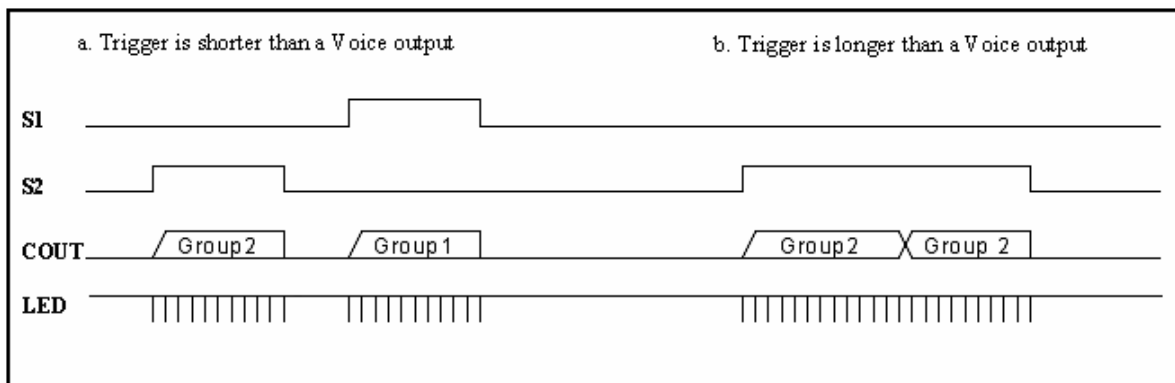 a. Trigger is shorter than a Voice output
b. Trigger is longer than a Voice output
S1
S2
COUT
Group2
Group1
Group2
Group 2
LED